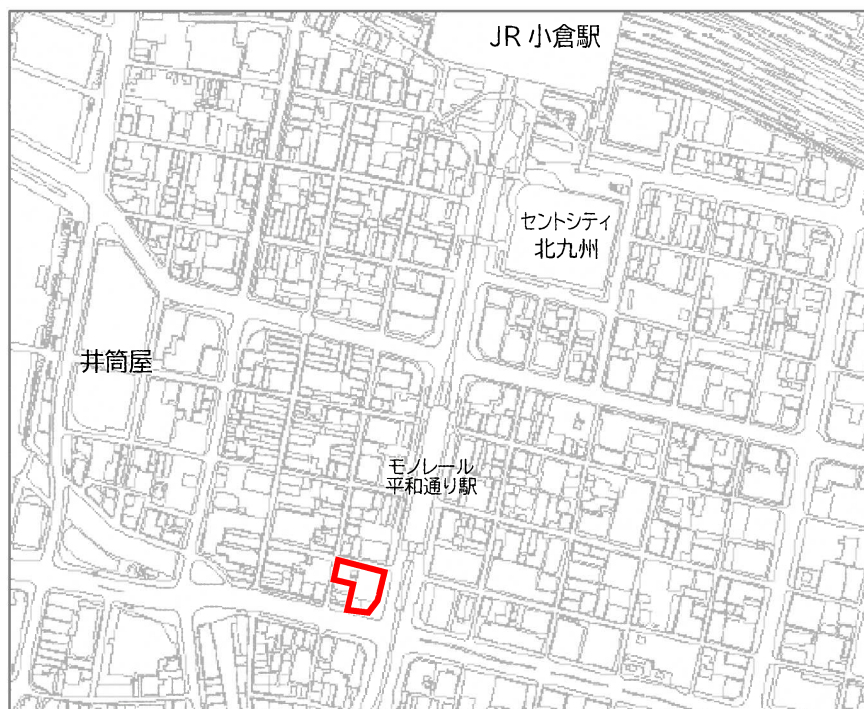 JR 小倉駅
セントシティ
北九州
井筒屋
モノレール
平和通り駅